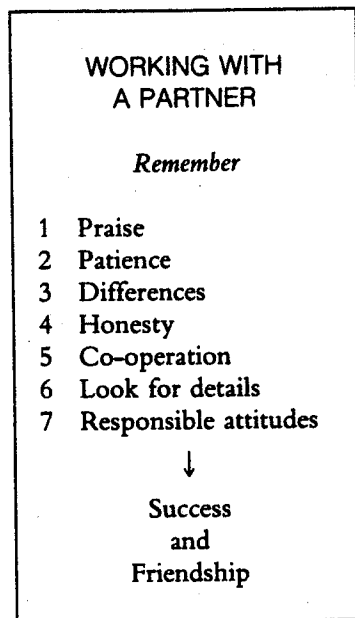 WORKING WITH
A PARTNER
Remember
1 Praise
2 Patience
3 Differences
4 Honesty
5 Co-operation
6 Look for details
7 Responsible attitudes
↓
Success
and
Friendship